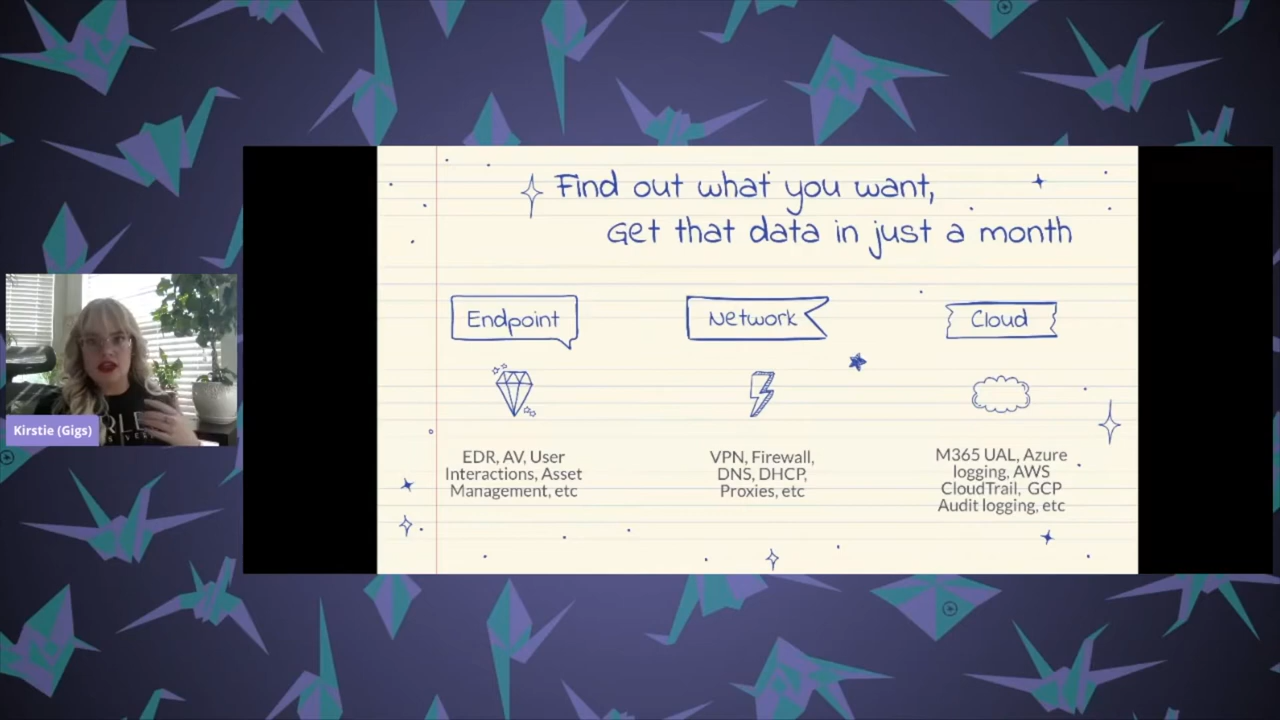 Find out what you want,
Get that data in just a month
Endpoint
Network
Cloud
EDR, AV, User
Interactions, Asset
Management, etc
VPN, Firewall,
DNS, DHCP,
Proxies, etc
M365 UAL, Azure
logging, AWS
CloudTrail, GCP
Audit logging, etc
Kirstie (Gigs)